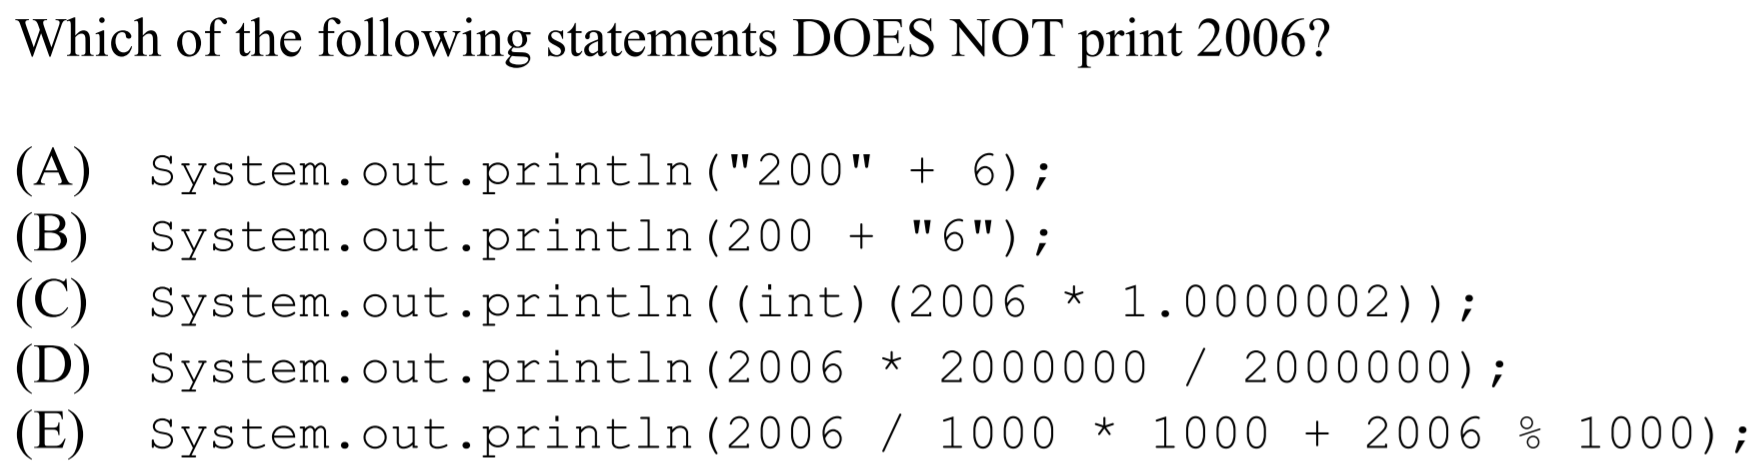 Which of the following statements DOES NOT print 2006?
(A) System.out.println("200" + 6);
(B) System.out.println(200 + "6");
(C) System.out.println((int)(2006 * 1.0000002));
(D) System.out.println(2006 * 2000000 / 2000000);
(E) System.out.println(2006 / 1000 * 1000 + 2006 % 1000);